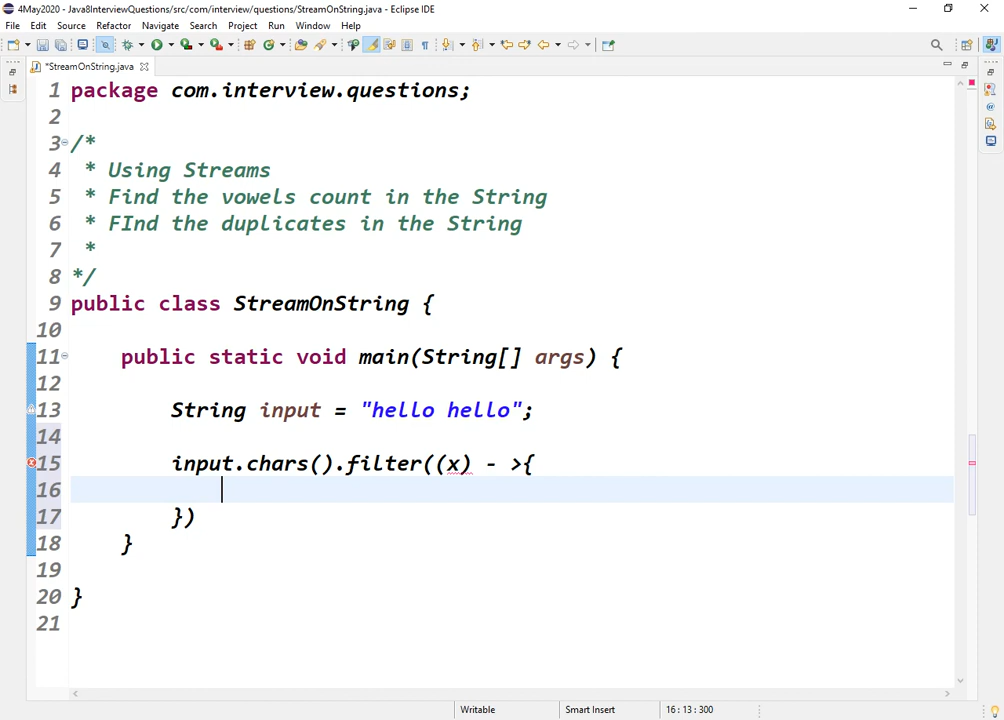 4May2020 - Java8InterviewQuestions/src/com/interview/questions/StreamOnString.java - Eclipse IDE
File Edit Source Refactor Navigate Search Project Run Window Help
*StreamOnString.java
1 package com.interview.questions;
2
3 /*
4 * Using Streams
5 * Find the vowels count in the String
6 * FInd the duplicates in the String
7 *
8 */
9 public class StreamOnString {
10
11 public static void main(String[] args) {
12
13 String input = "hello hello";
14
15 input.chars().filter((x) - >{
16
17 })
18 }
19
20 }
21
Writable Smart Insert 16 : 13 : 300